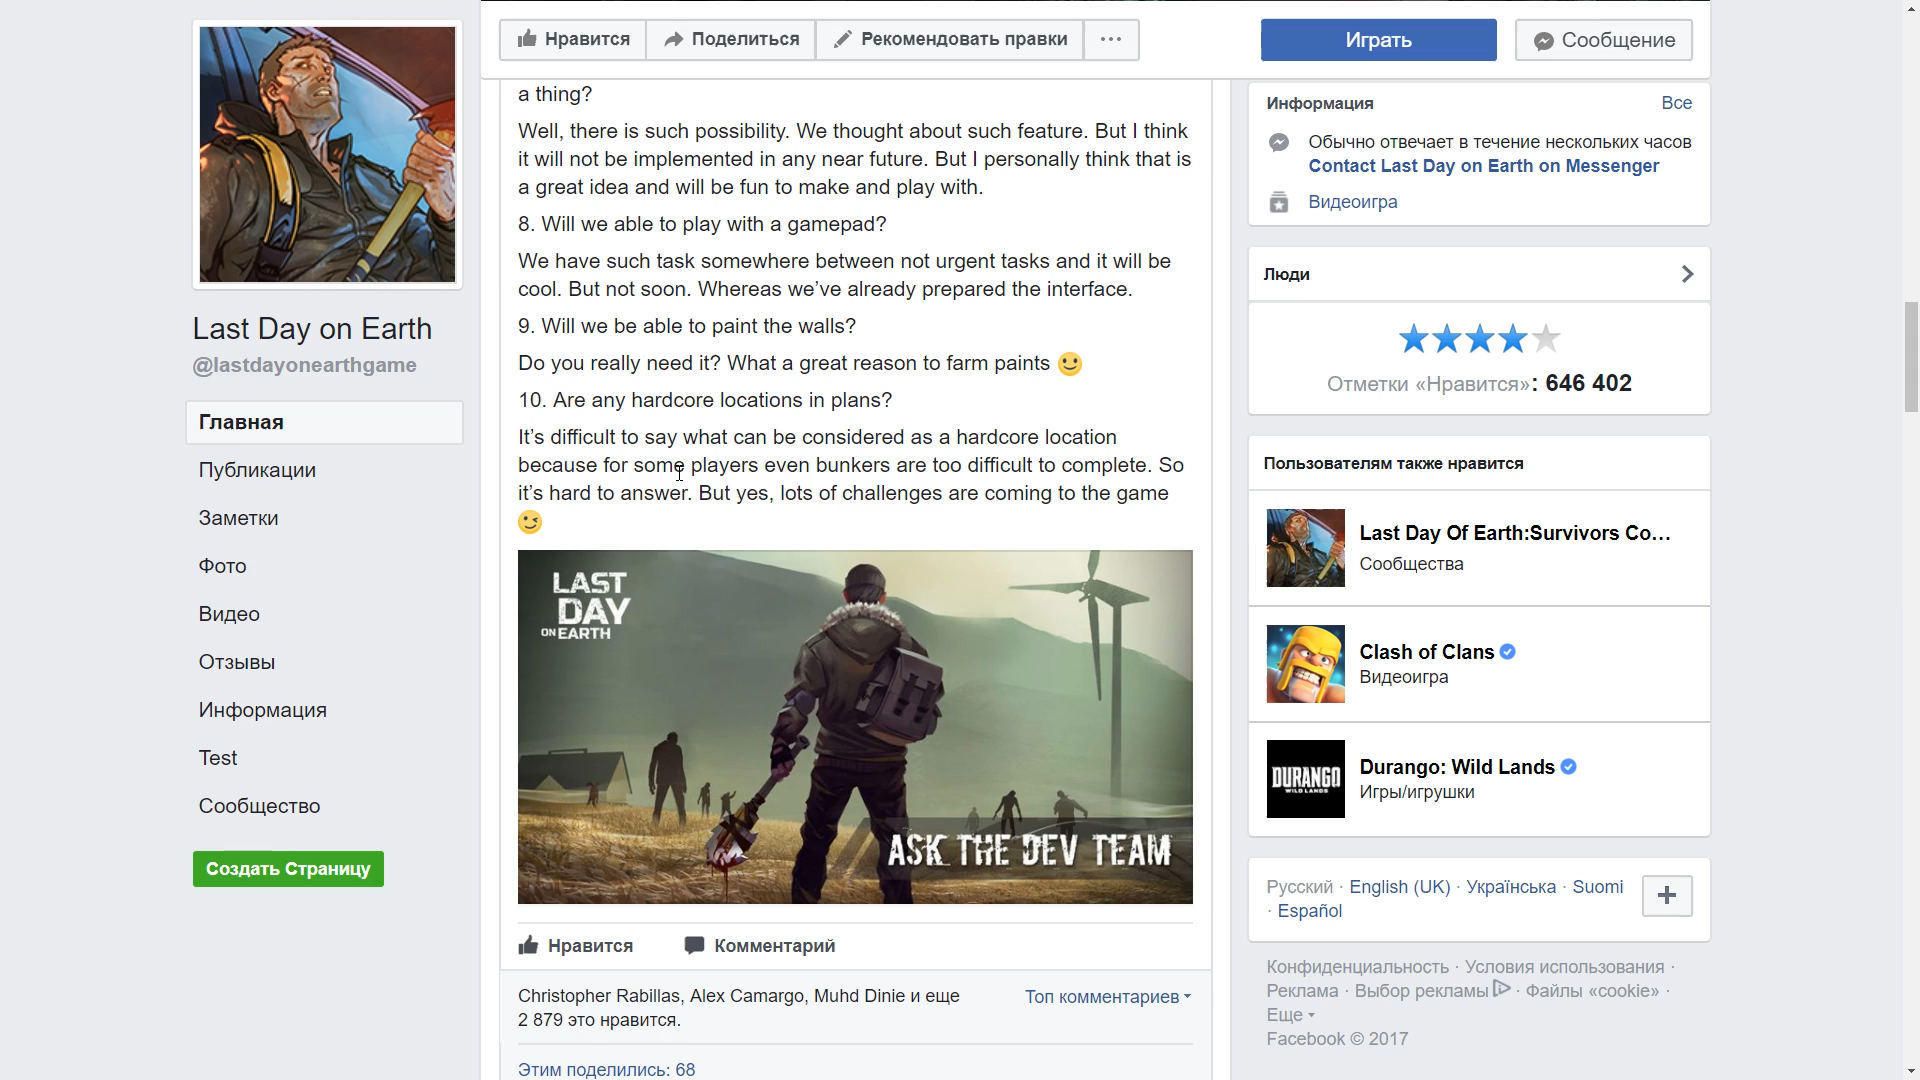 Нравится
Поделиться
Рекомендовать правки
Играть
Сообщение
Last Day on Earth
@lastdayonearthgame
Главная
Публикации
Заметки
Фото
Видео
Отзывы
Информация
Test
Сообщество
Создать Страницу
a thing?
Well, there is such possibility. We thought about such feature. But I think
it will not be implemented in any near future. But I personally think that is
a great idea and will be fun to make and play with.
8. Will we able to play with a gamepad?
We have such task somewhere between not urgent tasks and it will be
cool. But not soon. Whereas we’ve already prepared the interface.
9. Will we be able to paint the walls?
Do you really need it? What a great reason to farm paints
10. Are any hardcore locations in plans?
It’s difficult to say what can be considered as a hardcore location
because for some players even bunkers are too difficult to complete. So
it’s hard to answer. But yes, lots of challenges are coming to the game
LAST
DAY
ON EARTH
ASK THE DEV TEAM
Нравится
Комментарий
Christopher Rabillas, Alex Camargo, Muhd Dinie и еще
2 879 это нравится.
Топ комментариев
Этим поделились: 68
Информация
Все
Обычно отвечает в течение нескольких часов
Contact Last Day on Earth on Messenger
Видеоигра
Люди
Отметки «Нравится»: 646 402
Пользователям также нравится
Last Day Of Earth:Survivors Co...
Сообщества
Clash of Clans
Видеоигра
DURANGO
WILD LANDS
Durango: Wild Lands
Игры/игрушки
Русский · English (UK) · Українська · Suomi
· Español
Конфиденциальность · Условия использования ·
Реклама · Выбор рекламы · Файлы «cookie» ·
Еще
Facebook © 2017